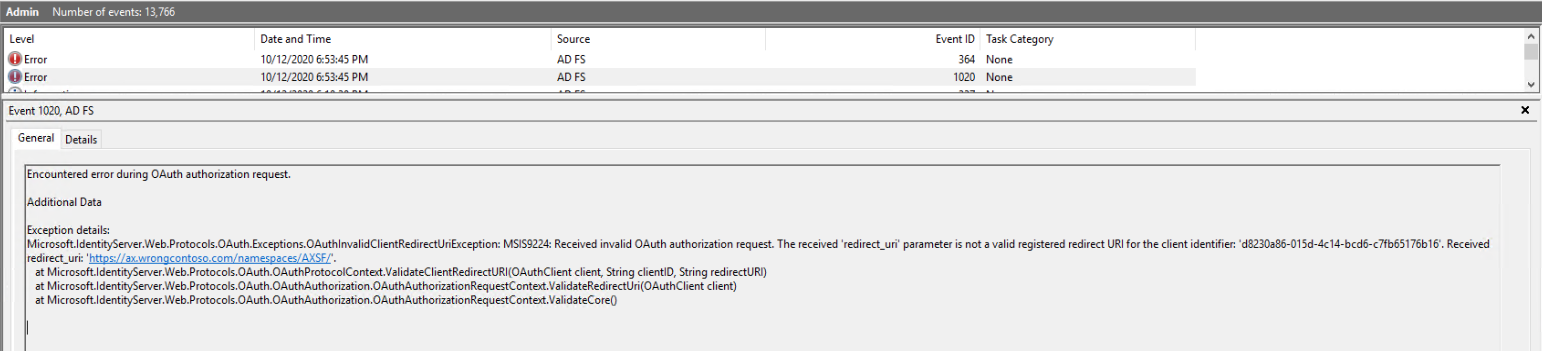 Admin Number of events: 13,766
Level Date and Time Source Event ID Task Category
Error 10/12/2020 6:53:45 PM AD FS 364 None
Error 10/12/2020 6:53:45 PM AD FS 1020 None
Event 1020, AD FS
General Details
Encountered error during OAuth authorization request.
Additional Data
Exception details:
Microsoft.IdentityServer.Web.Protocols.OAuth.Exceptions.OAuthInvalidClientRedirectUriException: MSIS9224: Received invalid OAuth authorization request. The received 'redirect_uri' parameter is not a valid registered redirect URI for the client identifier: 'd8230a86-015d-4c14-bcd6-c7fb65176b16'. Received
redirect_uri: 'https://ax.wrongcontoso.com/namespaces/AXSF/'.
at Microsoft.IdentityServer.Web.Protocols.OAuth.OAuthProtocolContext.ValidateClientRedirectURI(OAuthClient client, String clientID, String redirectURI)
at Microsoft.IdentityServer.Web.Protocols.OAuth.OAuthAuthorization.OAuthAuthorizationRequestContext.ValidateRedirectUri(OAuthClient client)
at Microsoft.IdentityServer.Web.Protocols.OAuth.OAuthAuthorization.OAuthAuthorizationRequestContext.ValidateCore()